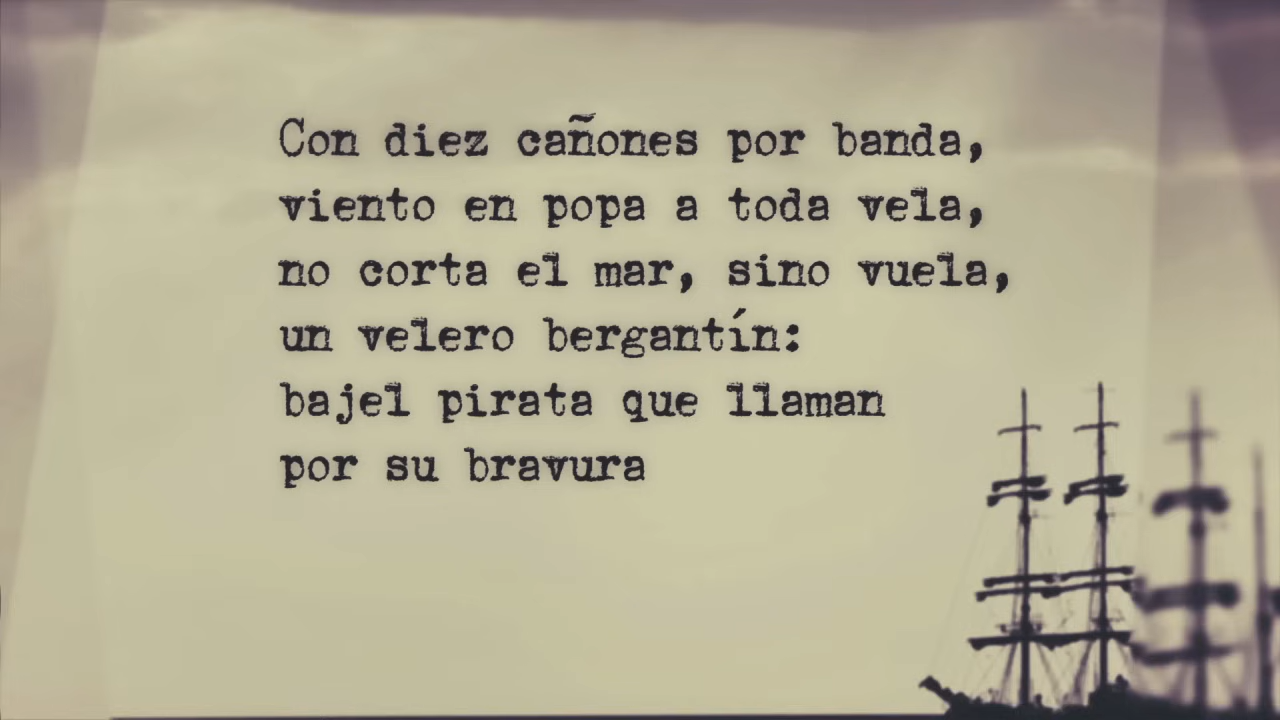 Con diez cañones por banda,
viento en popa a toda vela,
no corta el mar, sino vuela,
un velero bergantín:
bajel pirata que llaman
por su bravura